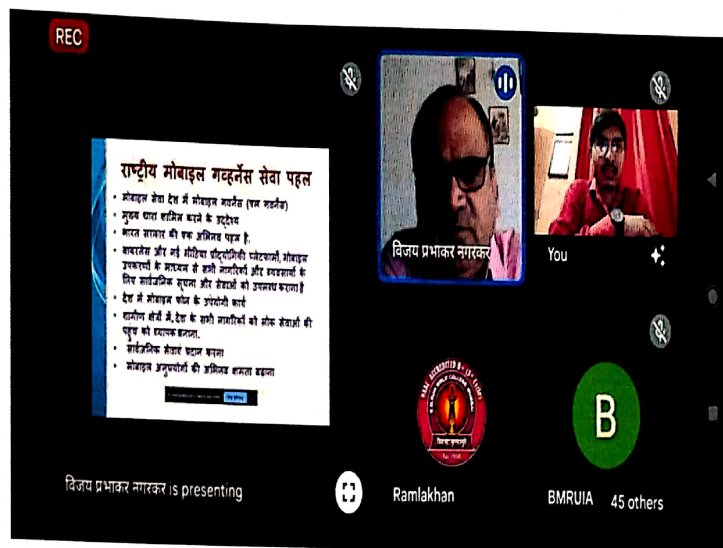 REC
राष्ट्रीय मोबाइल गव्हर्नेस सेवा पहल
• मोबाइल सेवा देश में मोबाइल गवर्नेंस (एम गवर्नेंस)
• मुख्य धारा शामिल करने के उद्देश्य
• भारत सरकार की एक अभिनव पहल है.
• वायरलेस और नई मीडिया प्रौद्योगिकी प्लेटफार्मों, मोबाइल
उपकरणों के माध्यम से सभी नागरिकों और व्यवसायों के
लिए सार्वजनिक सूचना और सेवाओं को उपलब्ध कराना है
• देश में मोबाइल फोन के उपयोगी कार्य
• ग्रामीण क्षेत्रों में, देश के सभी नागरिकों को लोक सेवाओं की
पहुंच को व्यापक बनाना.
• सार्वजनिक सेवाएं प्रदान करना
• मोबाइल अनुप्रयोगों की अभिनव क्षमता बढ़ाना
विजय प्रभाकर नगरकर is presenting
विजय प्रभाकर नगरकर
You
Ramlakhan
B
BMRUIA 45 others